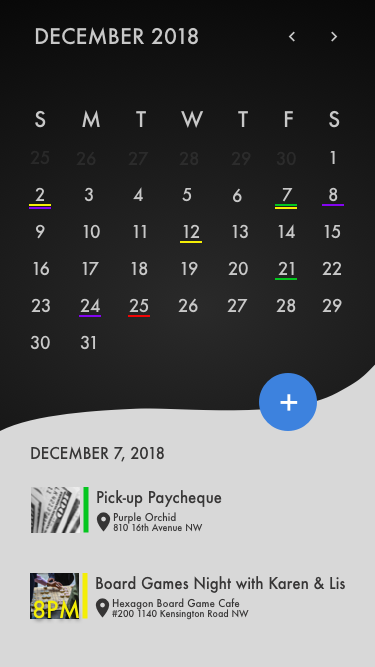 DECEMBER 2018
S M T W T F S
25 26 27 28 29 30 1
2 3 4 5 6 7 8
9 10 11 12 13 14 15
16 17 18 19 20 21 22
23 24 25 26 27 28 29
30 31
+
DECEMBER 7, 2018
Pick-up Paycheque
Purple Orchid
810 16th Avenue NW
8PM
Board Games Night with Karen & Lis
Hexagon Board Game Cafe
#200 1140 Kensington Road NW